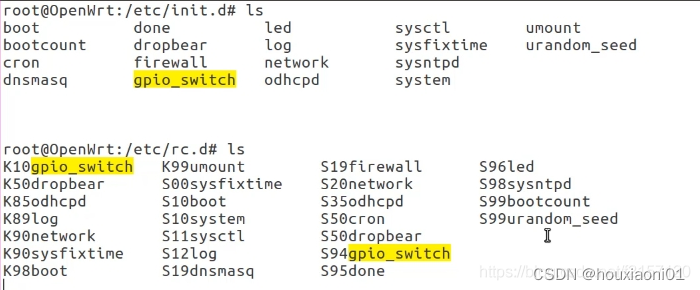 root@OpenWrt:/etc/init.d# ls
boot done led sysctl umount
bootcount dropbear log sysfixtime urandom_seed
cron firewall network sysntpd
dnsmasq gpio_switch odhcpd system
root@OpenWrt:/etc/rc.d# ls
K10gpio_switch K99umount S19firewall S96led
K50dropbear S00sysfixtime S20network S98sysntpd
K85odhcpd S10boot S35odhcpd S99bootcount
K89log S10system S50cron S99urandom_seed
K90network S11sysctl S50dropbear
K90sysfixtime S12log S94gpio_switch
K98boot S19dnsmasq S95done
CSDN @houxiaoni01